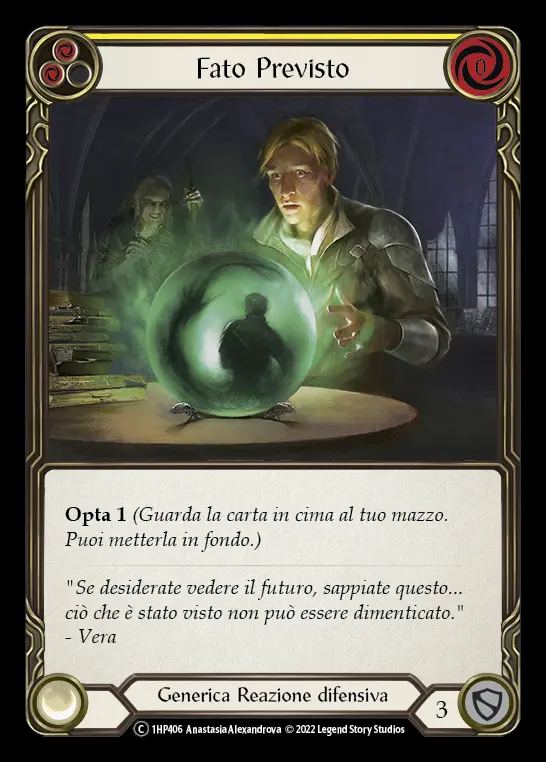 Fato Previsto
0
Opta 1 (Guarda la carta in cima al tuo mazzo.
Puoi metterla in fondo.)
"Se desiderate vedere il futuro, sappiate questo...
ciò che è stato visto non può essere dimenticato."
- Vera
Generica Reazione difensiva
3
C 1HP406 Anastasia Alexandrova © 2022 Legend Story Studios